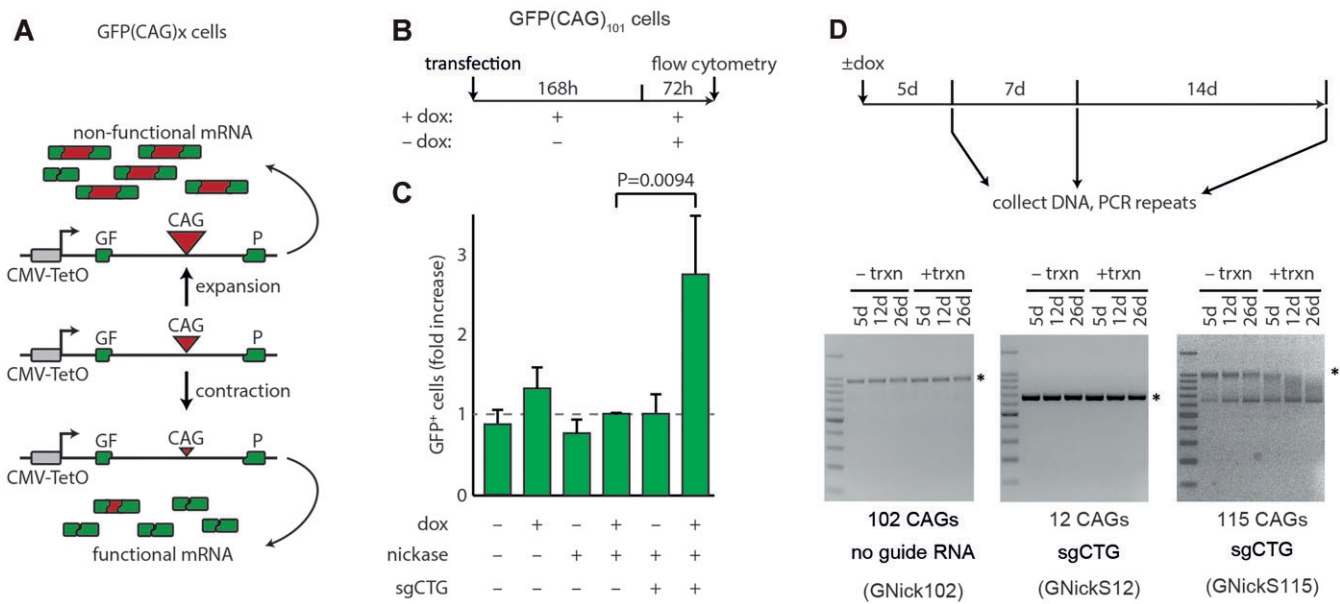 A
GFP(CAG)x cells
non-functional mRNA
CAG
GF
P
CMV-TetO
expansion
CAG
GF
P
CMV-TetO
contraction
CAG
GF
P
CMV-TetO
functional mRNA
B
GFP(CAG)101 cells
transfection
flow cytometry
168h
72h
+ dox:
+
+
– dox:
–
+
C
P=0.0094
GFP+ cells (fold increase)
3
2
1
0
dox – + – + – +
nickase – – + + + +
sgCTG – – – – + +
D
±dox
5d
7d
14d
collect DNA, PCR repeats
– trxn +trxn
5d 12d 26d 5d 12d 26d
*
102 CAGs
no guide RNA
(GNick102)
– trxn +trxn
5d 12d 26d 5d 12d 26d
*
12 CAGs
sgCTG
(GNickS12)
– trxn +trxn
5d 12d 26d 5d 12d 26d
*
115 CAGs
sgCTG
(GNickS115)